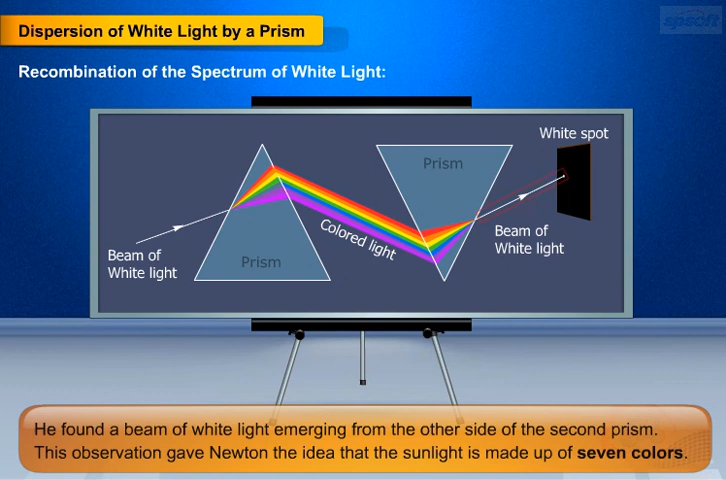 spsoft
Dispersion of White Light by a Prism
Recombination of the Spectrum of White Light:
White spot
Prism
Colored light
Beam of
White light
Beam of
White light
Prism
He found a beam of white light emerging from the other side of the second prism.
This observation gave Newton the idea that the sunlight is made up of seven colors.